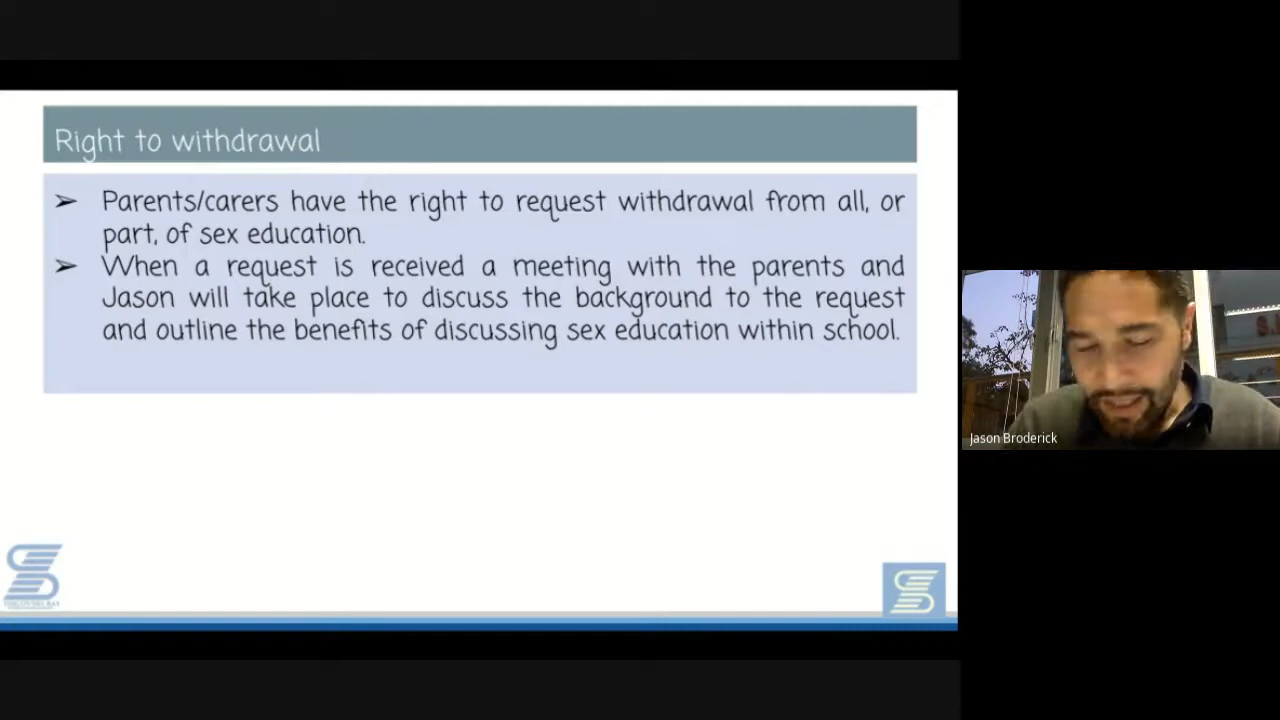 Right to withdrawal
➢ Parents/carers have the right to request withdrawal from all, or
part, of sex education.
➢ When a request is received a meeting with the parents and
Jason will take place to discuss the background to the request
and outline the benefits of discussing sex education within school.
Jason Broderick